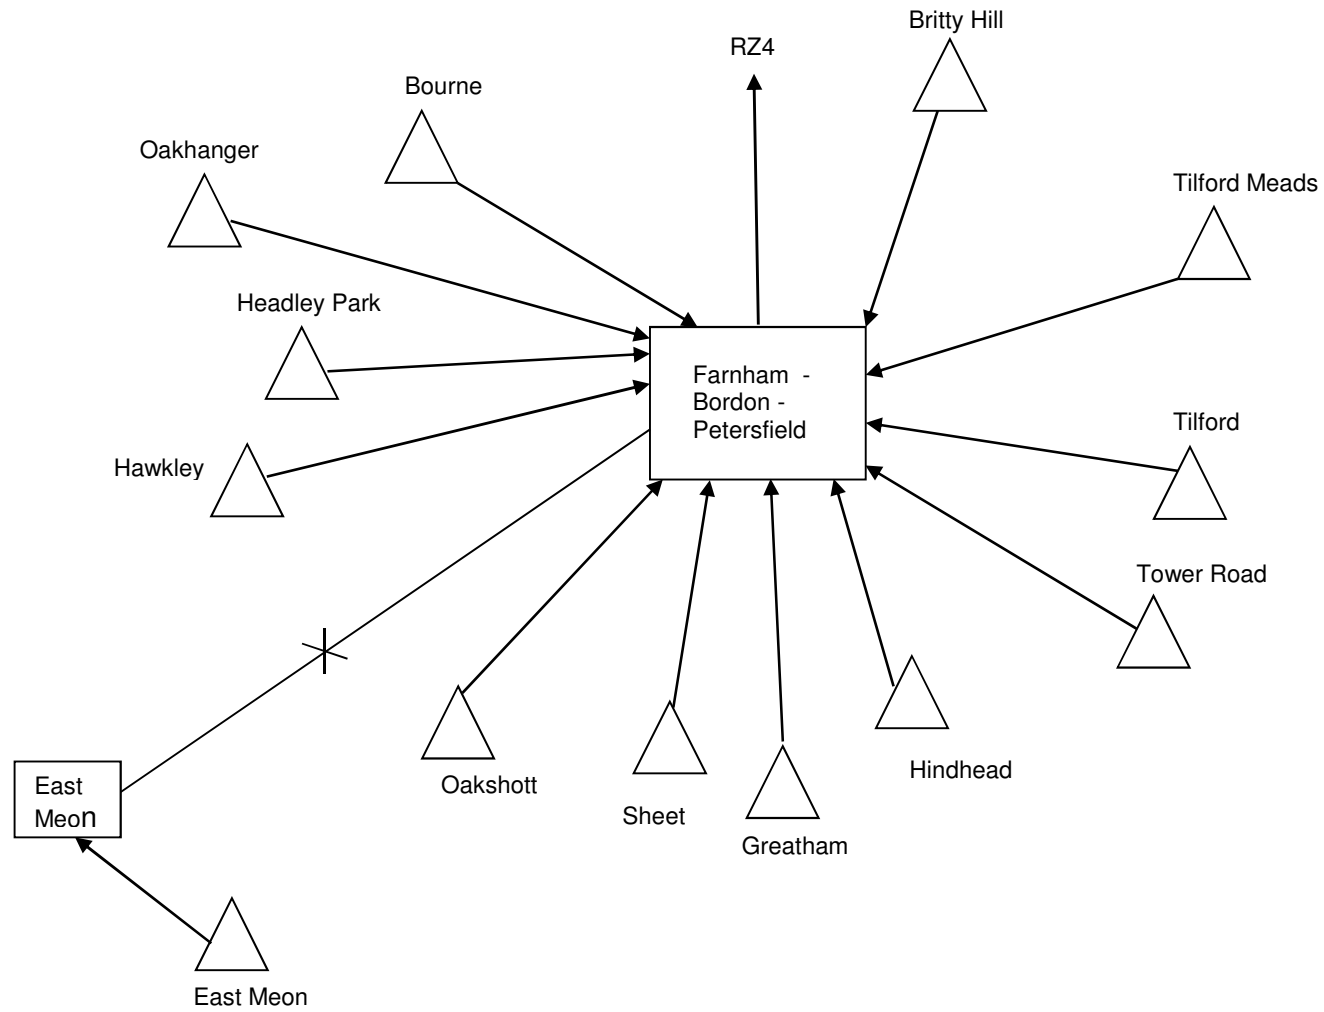 Britty Hill
RZ4
Bourne
Oakhanger
Tilford Meads
Headley Park
Farnham -
Bordon -
Petersfield
Tilford
Hawkley
Tower Road
Hindhead
East
Meon
Oakshott
Sheet
Greatham
East Meon